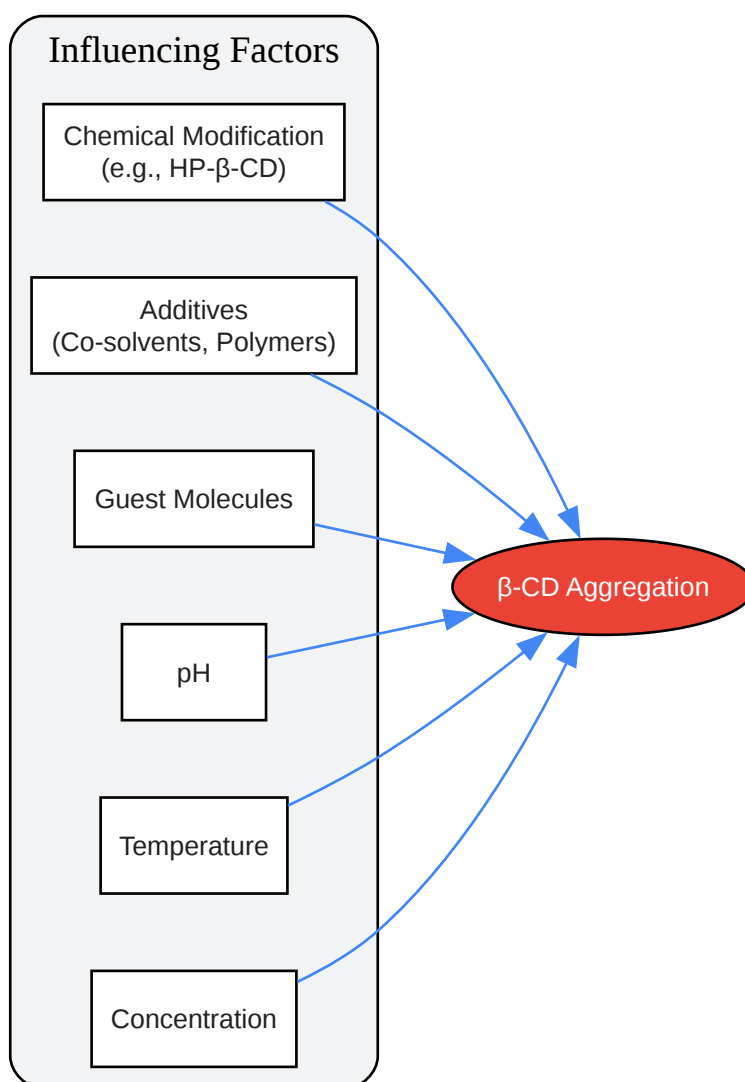 Influencing Factors
Chemical Modification
(e.g., HP-β-CD)
Additives
(Co-solvents, Polymers)
Guest Molecules
β-CD Aggregation
pH
Temperature
Concentration